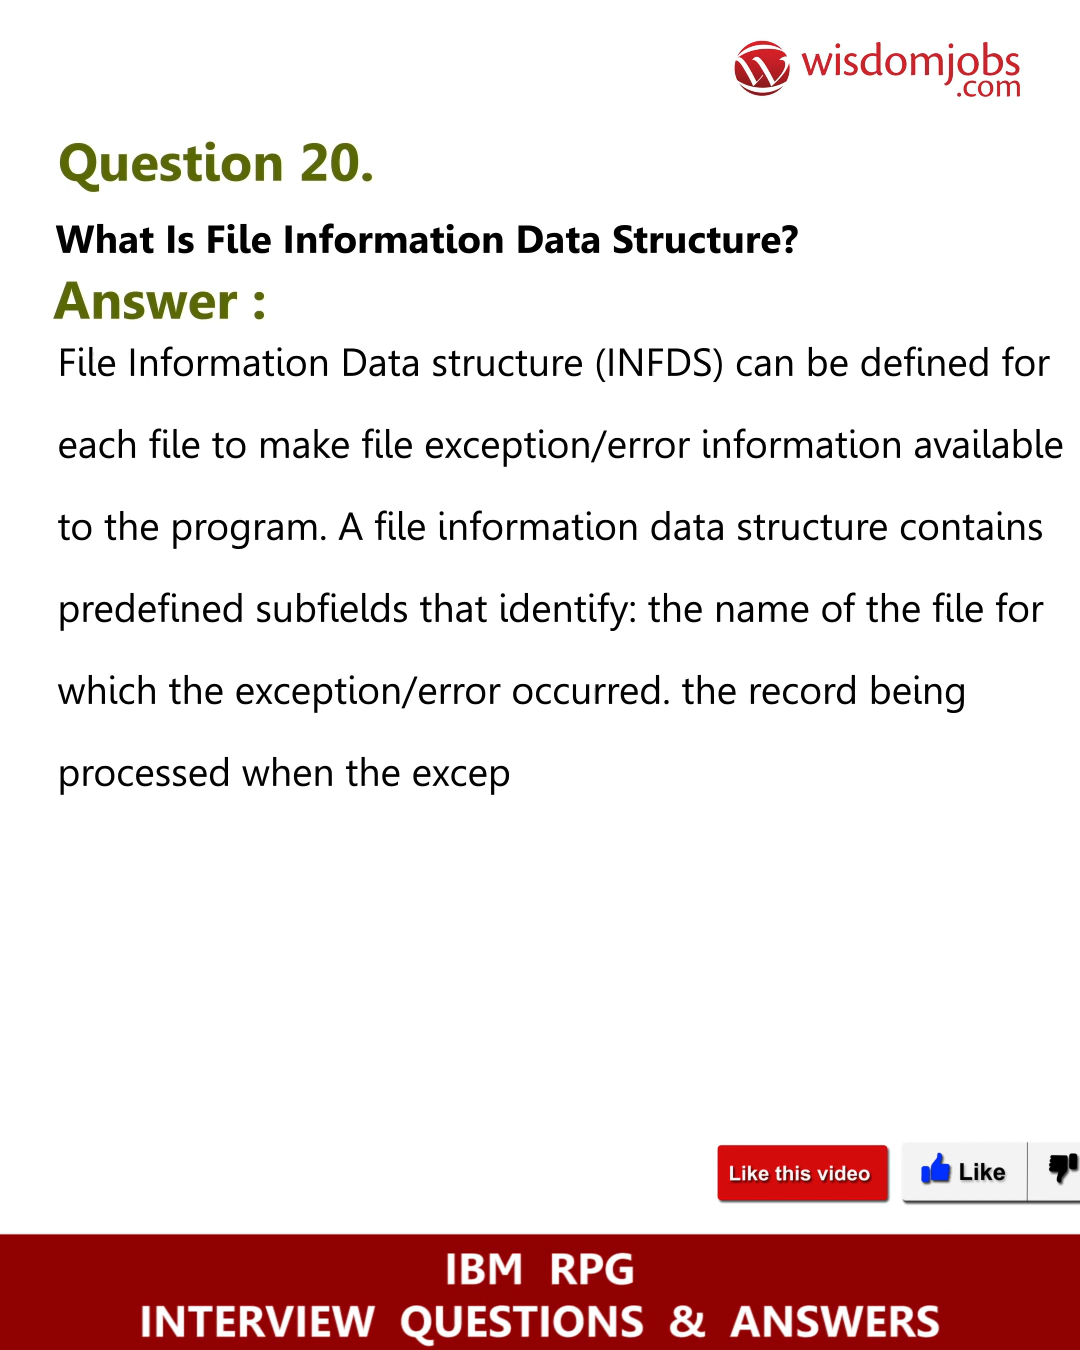 wisdomjobs
.com
Question 20.
What Is File Information Data Structure?
Answer :
File Information Data structure (INFDS) can be defined for
each file to make file exception/error information available
to the program. A file information data structure contains
predefined subfields that identify: the name of the file for
which the exception/error occurred. the record being
processed when the excep
Like this video
Like
IBM RPG
INTERVIEW QUESTIONS & ANSWERS